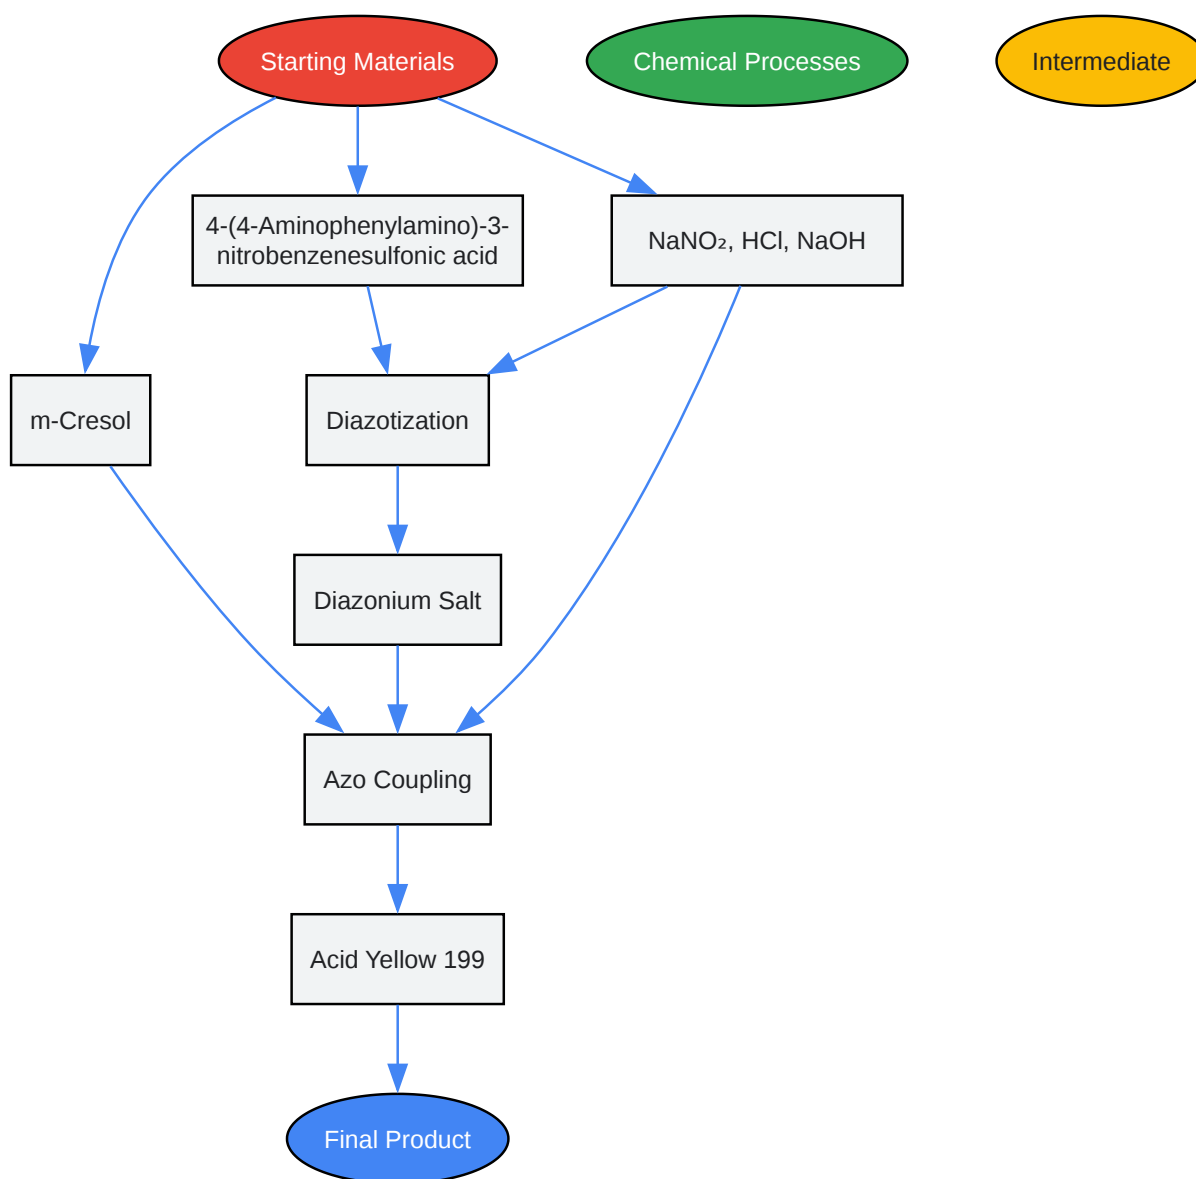 Starting Materials
Chemical Processes
Intermediate
4-(4-Aminophenylamino)-3-
nitrobenzenesulfonic acid
NaNO₂, HCl, NaOH
m-Cresol
Diazotization
Diazonium Salt
Azo Coupling
Acid Yellow 199
Final Product